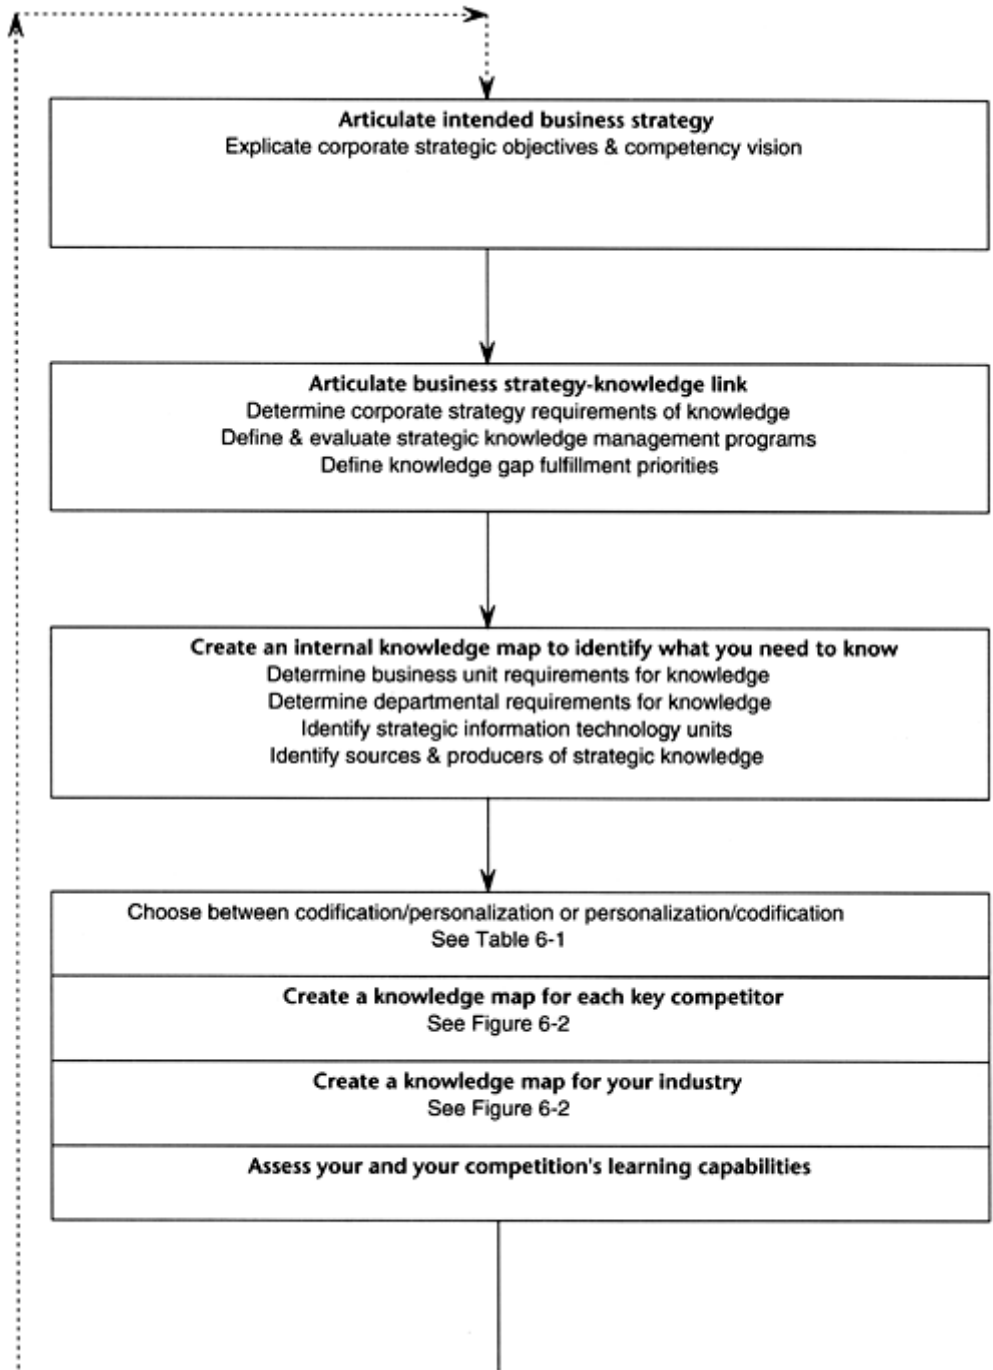 Articulate intended business strategy
Explicate corporate strategic objectives & competency vision
Articulate business strategy-knowledge link
Determine corporate strategy requirements of knowledge
Define & evaluate strategic knowledge management programs
Define knowledge gap fulfillment priorities
Create an internal knowledge map to identify what you need to know
Determine business unit requirements for knowledge
Determine departmental requirements for knowledge
Identify strategic information technology units
Identify sources & producers of strategic knowledge
Choose between codification/personalization or personalization/codification
See Table 6-1
Create a knowledge map for each key competitor
See Figure 6-2
Create a knowledge map for your industry
See Figure 6-2
Assess your and your competition's learning capabilities